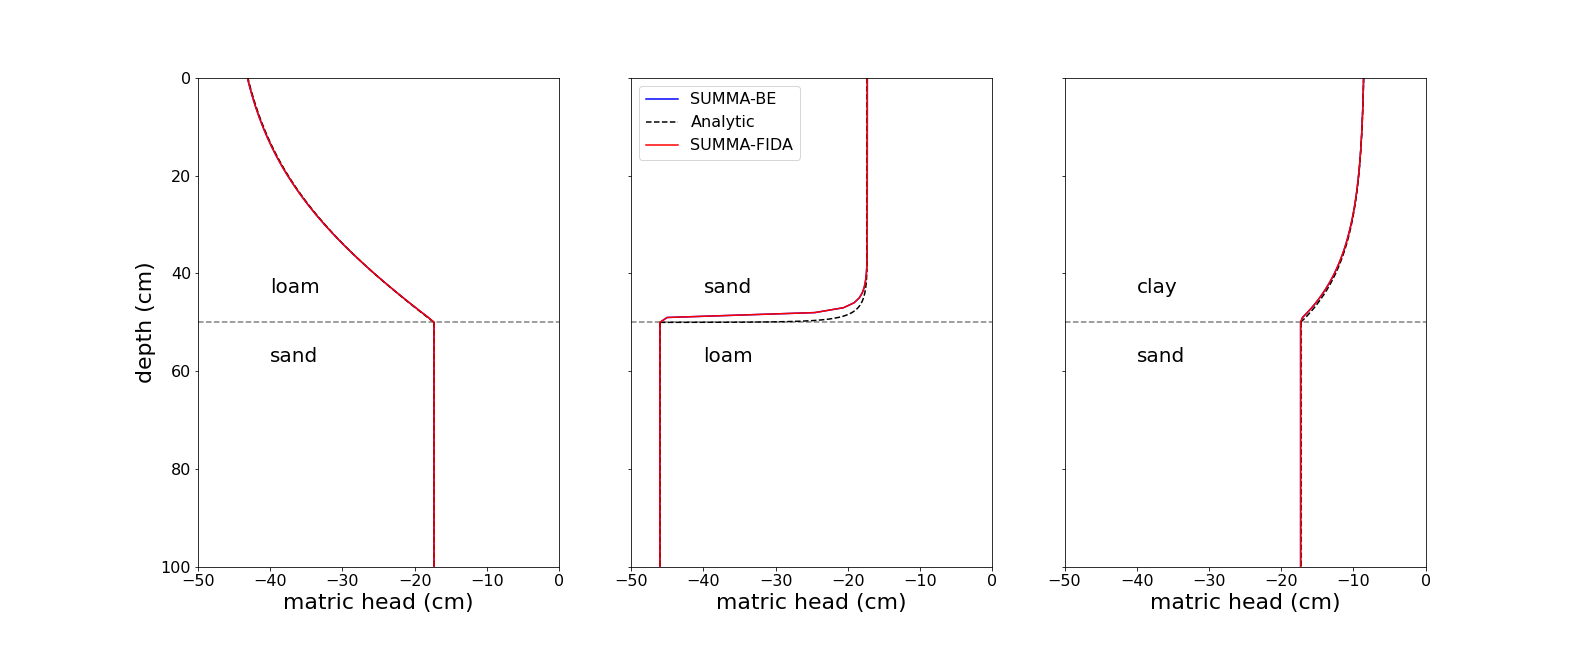 depth (cm)
0
20
40
60
80
100
loam
sand
−50
−40
−30
−20
−10
0
matric head (cm)
SUMMA-BE
Analytic
SUMMA-FIDA
sand
loam
−50
−40
−30
−20
−10
0
matric head (cm)
clay
sand
−50
−40
−30
−20
−10
0
matric head (cm)